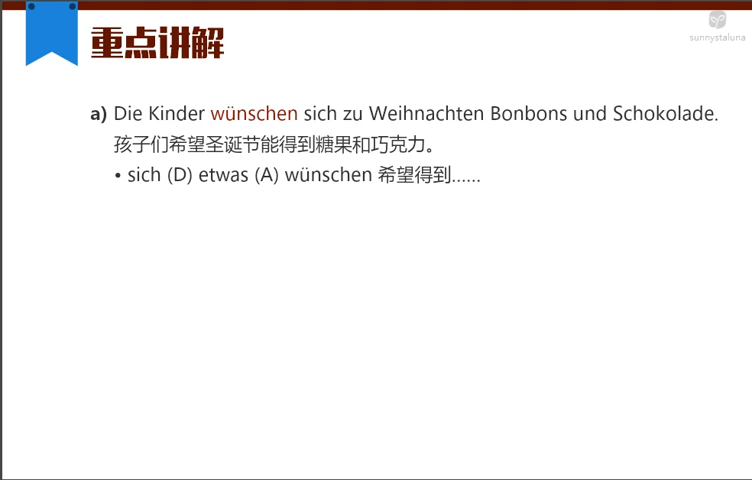 sunnystaluna
重点讲解
a) Die Kinder wünschen sich zu Weihnachten Bonbons und Schokolade.
孩子们希望圣诞节能得到糖果和巧克力。
• sich (D) etwas (A) wünschen 希望得到……